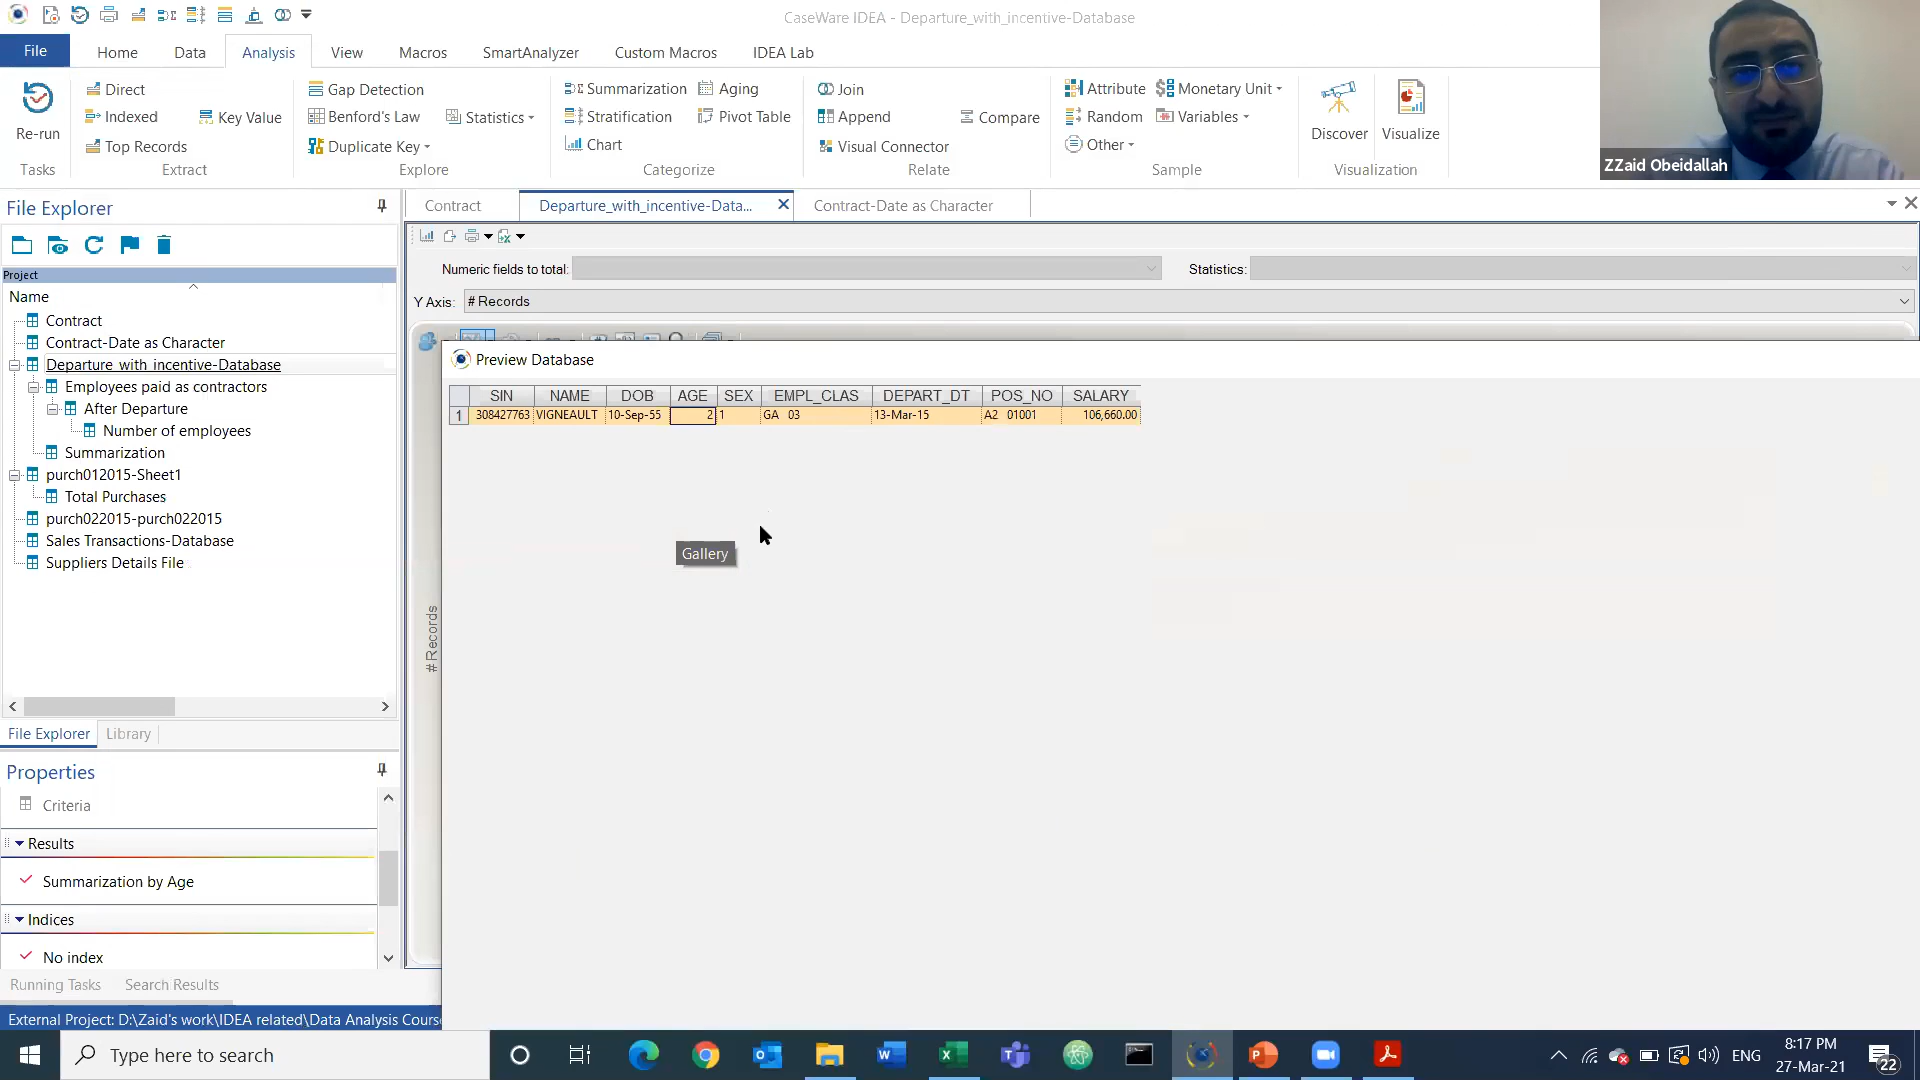 CaseWare IDEA - Departure_with_incentive-Database
File Home Data Analysis View Macros SmartAnalyzer Custom Macros IDEA Lab
Re-run
Tasks
Direct
Indexed
Top Records
Key Value
Extract
Gap Detection
Benford's Law
Duplicate Key
Statistics
Explore
Summarization
Stratification
Chart
Aging
Pivot Table
Categorize
Join
Append
Visual Connector
Compare
Relate
Attribute
Random
Other
Monetary Unit
Variables
Sample
Discover
Visualize
Visualization
ZZaid Obeidallah
File Explorer
Project
Name
Contract
Contract-Date as Character
Departure_with_incentive-Database
Employees paid as contractors
After Departure
Number of employees
Summarization
purch012015-Sheet1
Total Purchases
purch022015-purch022015
Sales Transactions-Database
Suppliers Details File
File Explorer Library
Properties
Criteria
Results
Summarization by Age
Indices
No index
Running Tasks Search Results
External Project: D:\Zaid's work\IDEA related\Data Analysis Cours
Contract Departure_with_incentive-Data... Contract-Date as Character
Numeric fields to total: Statistics:
Y Axis: # Records
# Records
Preview Database
SIN NAME DOB AGE SEX EMPL_CLAS DEPART_DT POS_NO SALARY
1 308427763 VIGNEAULT 10-Sep-55 2 1 GA 03 13-Mar-15 A2 01001 106,660.00
Gallery
Type here to search
ENG
8:17 PM
27-Mar-21
22